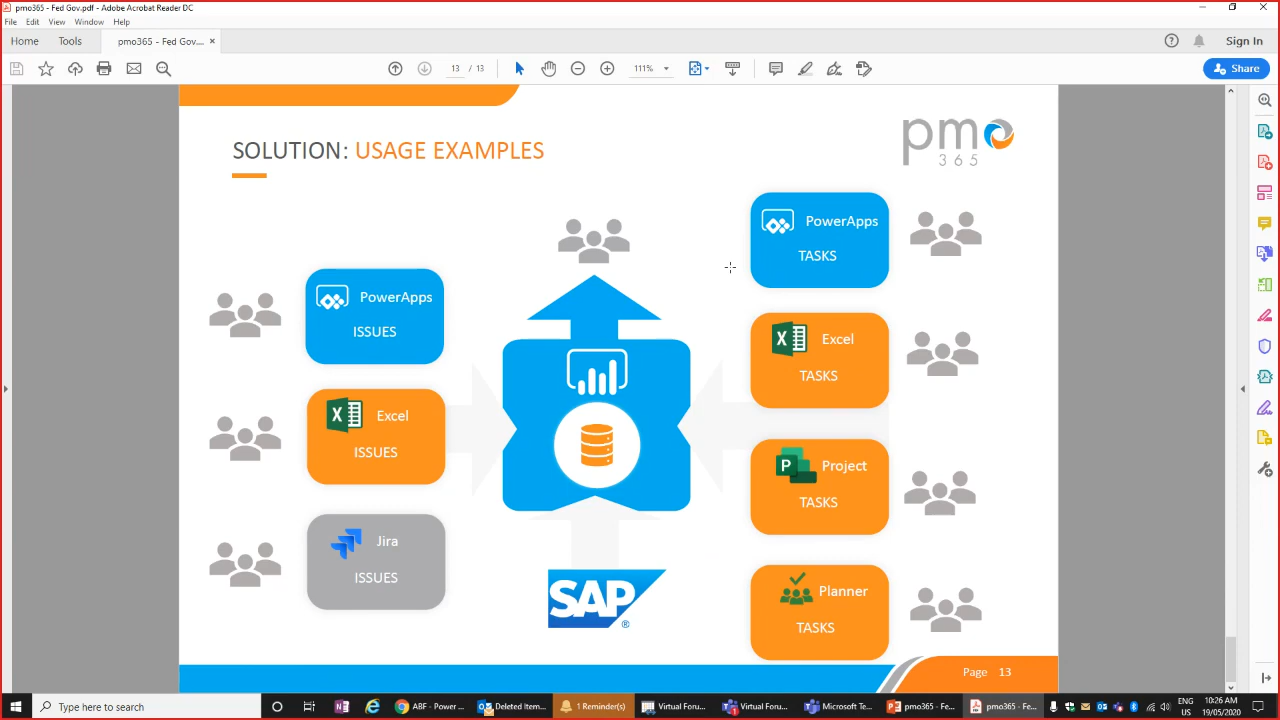 pmo365 - Fed Gov.pdf - Adobe Acrobat Reader DC
File Edit View Window Help
Home Tools pmo365 - Fed Gov.... × Sign In
13 / 13 111% Share
SOLUTION: USAGE EXAMPLES
pmo
365
PowerApps
TASKS
PowerApps
ISSUES
Excel
TASKS
Excel
ISSUES
Project
TASKS
Jira
ISSUES
SAP®
Planner
TASKS
Page 13
Type here to search
ABF - Power ...
Deleted Item...
1 Reminder(s)
Virtual Foru...
Virtual Foru...
Microsoft Te...
pmo365 - Fe...
pmo365 - Fe...
ENG
US
10:26 AM
19/05/2020